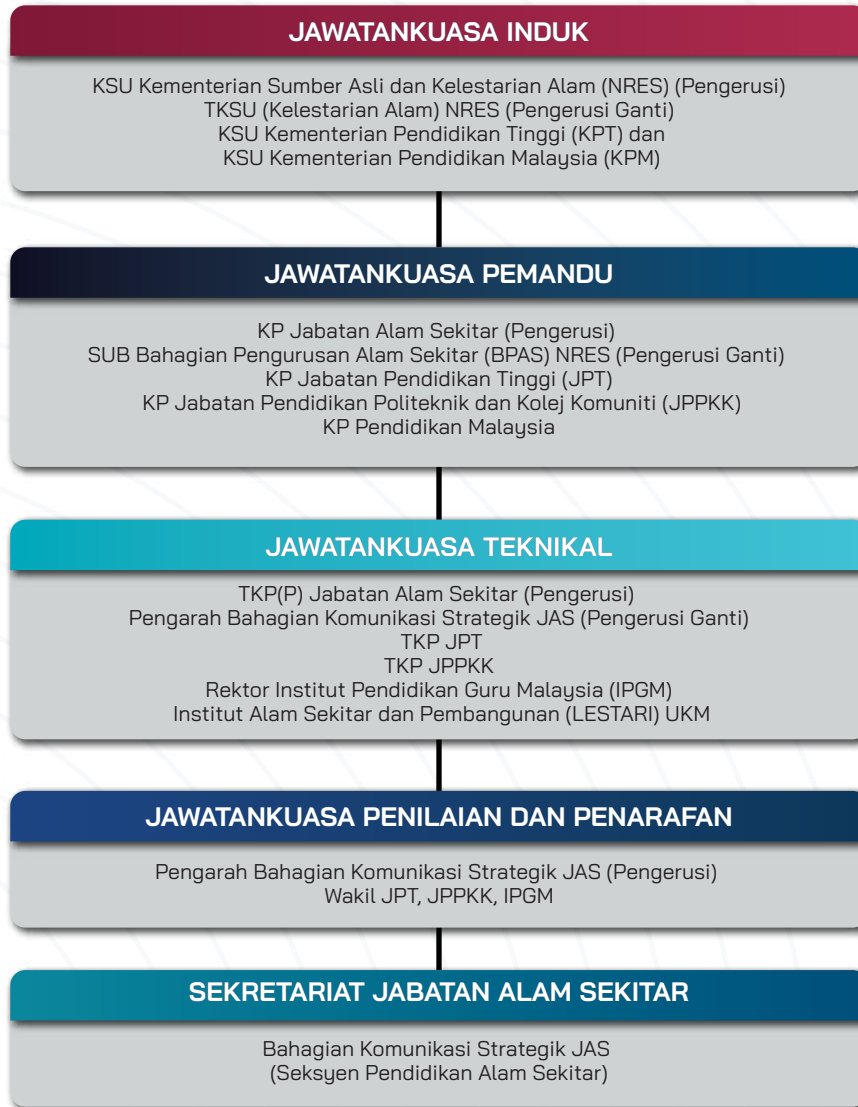 JAWATANKUASA INDUK
KSU Kementerian Sumber Asli dan Kelestarian Alam (NRES) (Pengerusi)
TKSU (Kelestarian Alam) NRES (Pengerusi Ganti)
KSU Kementerian Pendidikan Tinggi (KPT) dan
KSU Kementerian Pendidikan Malaysia (KPM)
JAWATANKUASA PEMANDU
KP Jabatan Alam Sekitar (Pengerusi)
SUB Bahagian Pengurusan Alam Sekitar (BPAS) NRES (Pengerusi Ganti)
KP Jabatan Pendidikan Tinggi (JPT)
KP Jabatan Pendidikan Politeknik dan Kolej Komuniti (JPPKK)
KP Pendidikan Malaysia
JAWATANKUASA TEKNIKAL
TKP(P) Jabatan Alam Sekitar (Pengerusi)
Pengarah Bahagian Komunikasi Strategik JAS (Pengerusi Ganti)
TKP JPT
TKP JPPKK
Rektor Institut Pendidikan Guru Malaysia (IPGM)
Institut Alam Sekitar dan Pembangunan (LESTARI) UKM
JAWATANKUASA PENILAIAN DAN PENARAFAN
Pengarah Bahagian Komunikasi Strategik JAS (Pengerusi)
Wakil JPT, JPPKK, IPGM
SEKRETARIAT JABATAN ALAM SEKITAR
Bahagian Komunikasi Strategik JAS
(Seksyen Pendidikan Alam Sekitar)